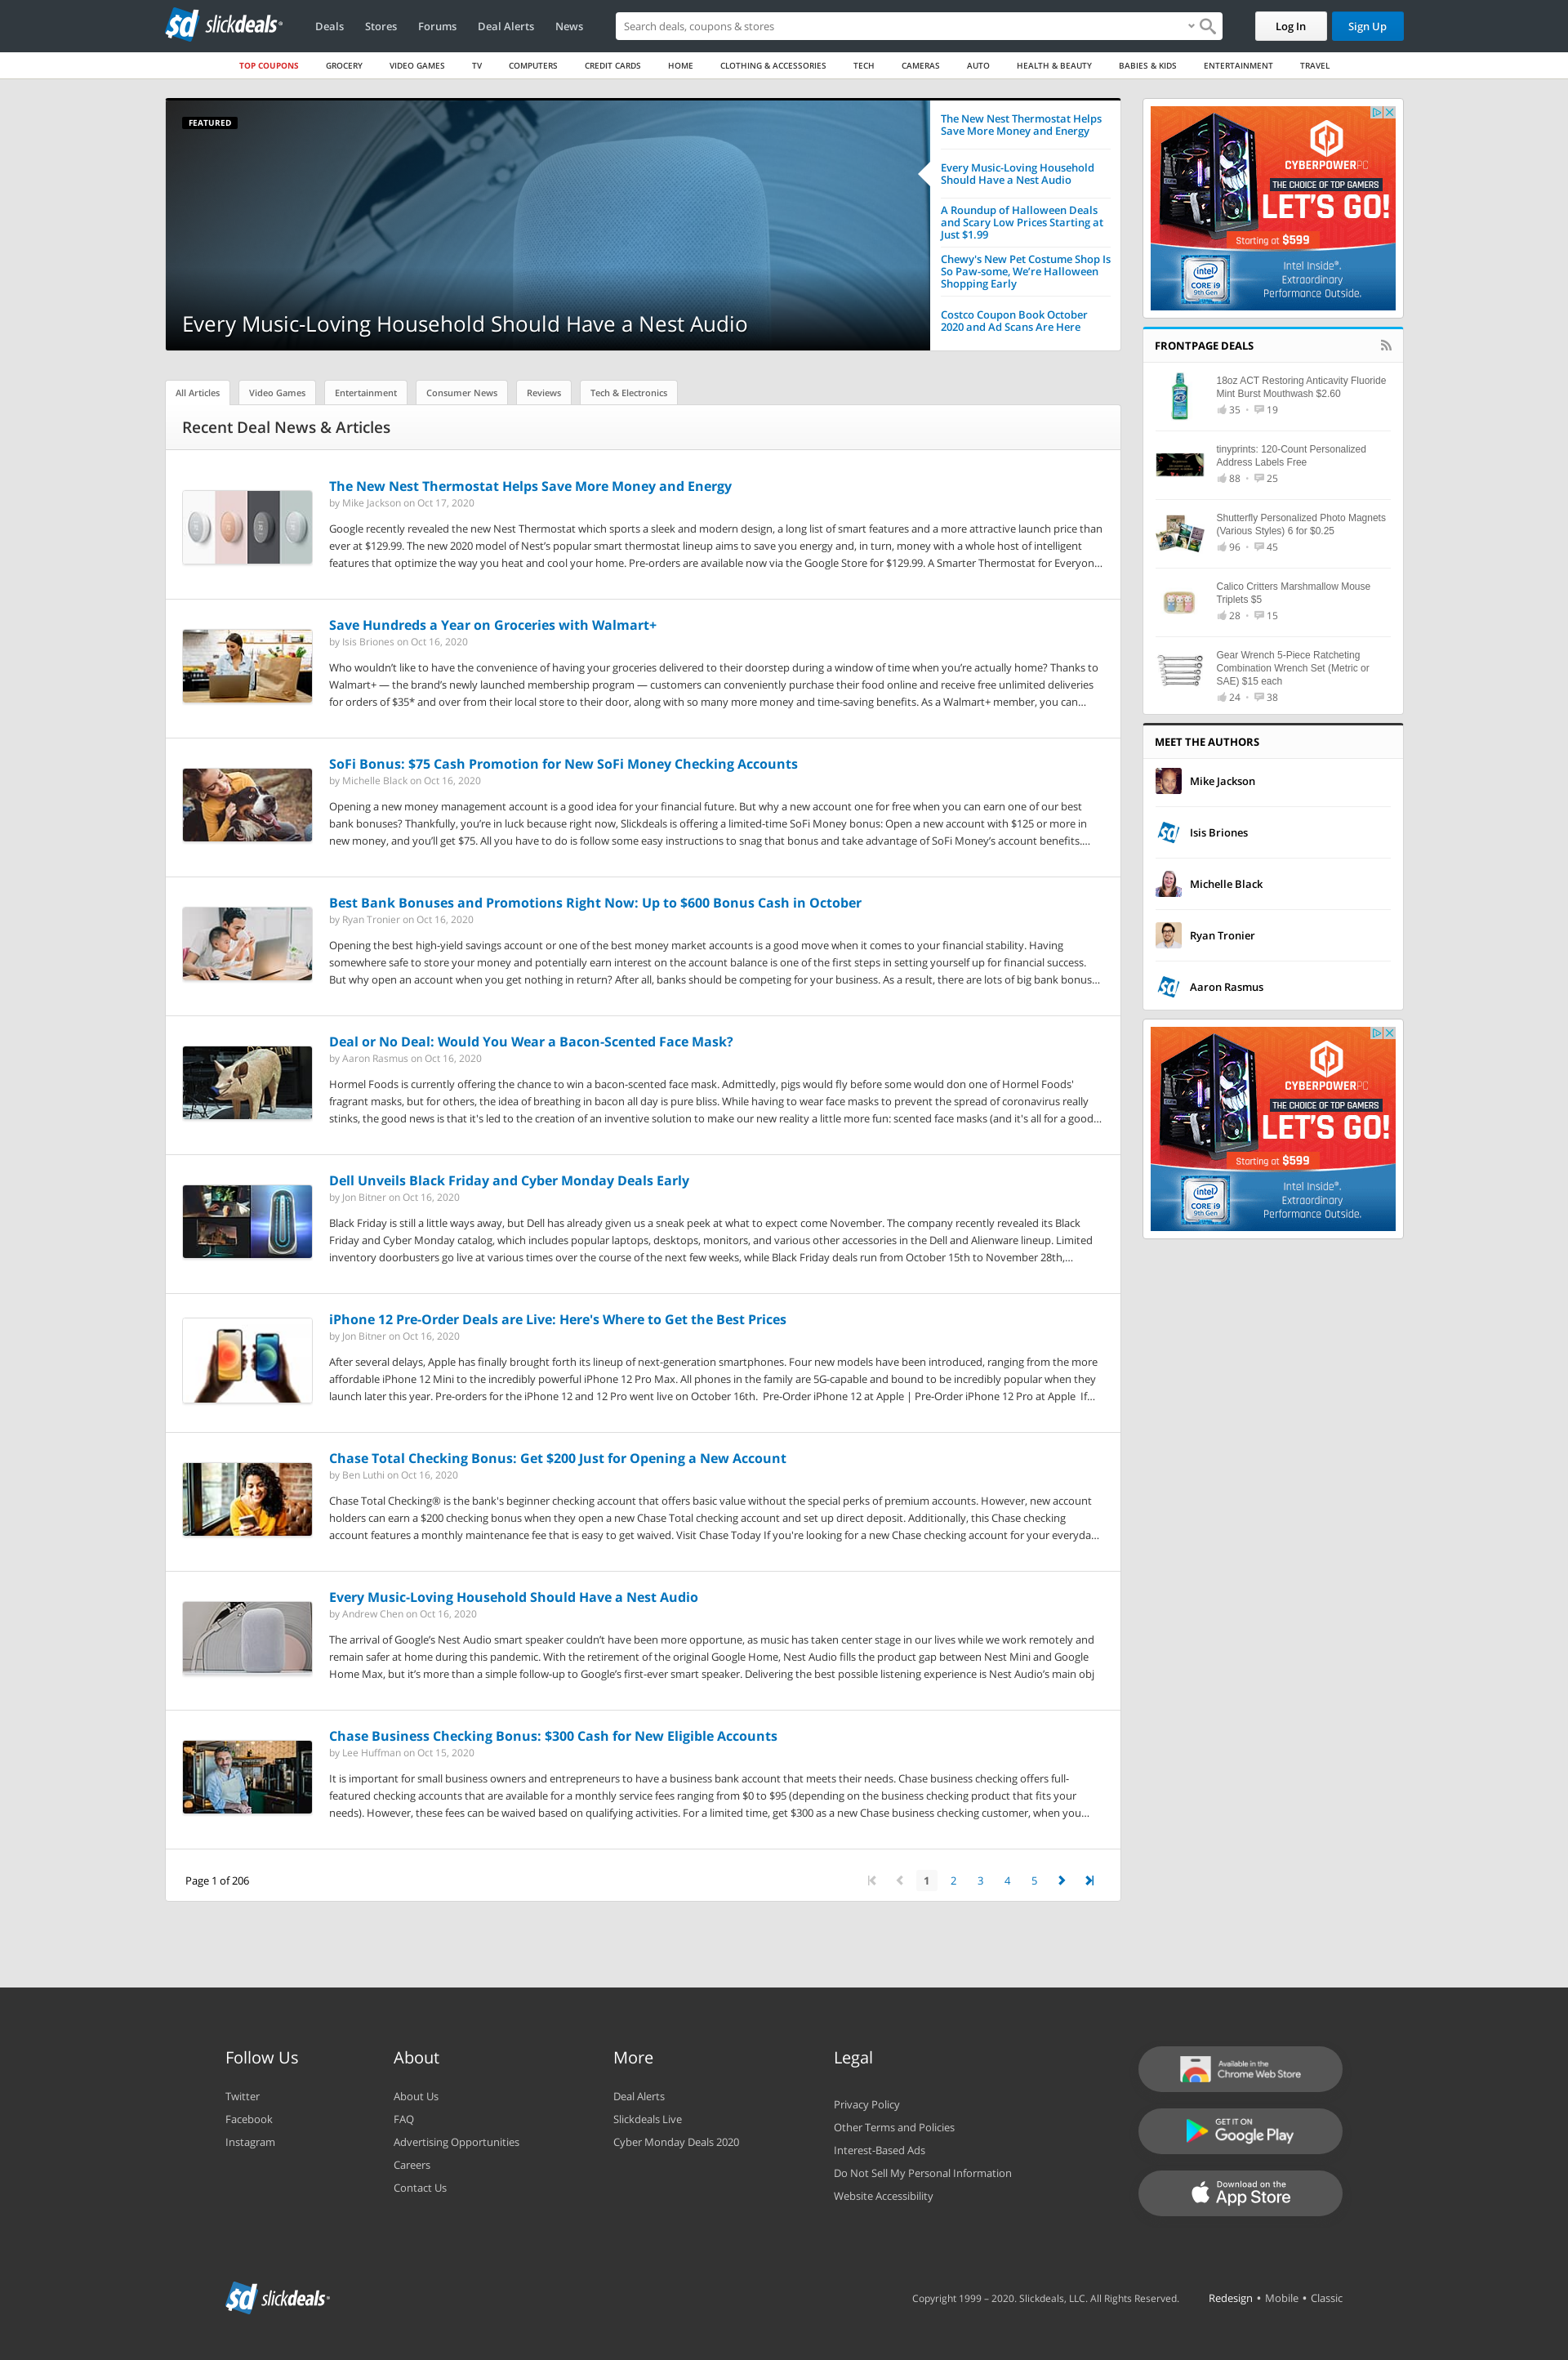 sd slickdeals
Deals Stores Forums Deal Alerts News
Search deals, coupons & stores
Log In
Sign Up
TOP COUPONS GROCERY VIDEO GAMES TV COMPUTERS CREDIT CARDS HOME CLOTHING & ACCESSORIES TECH CAMERAS AUTO HEALTH & BEAUTY BABIES & KIDS ENTERTAINMENT TRAVEL
FEATURED
Every Music-Loving Household Should Have a Nest Audio
The New Nest Thermostat Helps
Save More Money and Energy
Every Music-Loving Household
Should Have a Nest Audio
A Roundup of Halloween Deals
and Scary Low Prices Starting at
Just $1.99
Chewy's New Pet Costume Shop Is
So Paw-some, We're Halloween
Shopping Early
Costco Coupon Book October
2020 and Ad Scans Are Here
All Articles Video Games Entertainment Consumer News Reviews Tech & Electronics
Recent Deal News & Articles
The New Nest Thermostat Helps Save More Money and Energy
by Mike Jackson on Oct 17, 2020
Google recently revealed the new Nest Thermostat which sports a sleek and modern design, a long list of smart features and a more attractive launch price than
ever at $129.99. The new 2020 model of Nest’s popular smart thermostat lineup aims to save you energy and, in turn, money with a whole host of intelligent
features that optimize the way you heat and cool your home. Pre-orders are available now via the Google Store for $129.99. A Smarter Thermostat for Everyon...
Save Hundreds a Year on Groceries with Walmart+
by Isis Briones on Oct 16, 2020
Who wouldn’t like to have the convenience of having your groceries delivered to their doorstep during a window of time when you’re actually home? Thanks to
Walmart+ — the brand’s newly launched membership program — customers can conveniently purchase their food online and receive free unlimited deliveries
for orders of $35* and over from their local store to their door, along with so many more money and time-saving benefits. As a Walmart+ member, you can...
SoFi Bonus: $75 Cash Promotion for New SoFi Money Checking Accounts
by Michelle Black on Oct 16, 2020
Opening a new money management account is a good idea for your financial future. But why a new account one for free when you can earn one of our best
bank bonuses? Thankfully, you’re in luck because right now, Slickdeals is offering a limited-time SoFi Money bonus: Open a new account with $125 or more in
new money, and you’ll get $75. All you have to do is follow some easy instructions to snag that bonus and take advantage of SoFi Money’s account benefits....
Best Bank Bonuses and Promotions Right Now: Up to $600 Bonus Cash in October
by Ryan Tronier on Oct 16, 2020
Opening the best high-yield savings account or one of the best money market accounts is a good move when it comes to your financial stability. Having
somewhere safe to store your money and potentially earn interest on the account balance is one of the first steps in setting yourself up for financial success.
But why open an account when you get nothing in return? After all, banks should be competing for your business. As a result, there are lots of big bank bonus...
Deal or No Deal: Would You Wear a Bacon-Scented Face Mask?
by Aaron Rasmus on Oct 16, 2020
Hormel Foods is currently offering the chance to win a bacon-scented face mask. Admittedly, pigs would fly before some would don one of Hormel Foods'
fragrant masks, but for others, the idea of breathing in bacon all day is pure bliss. While having to wear face masks to prevent the spread of coronavirus really
stinks, the good news is that it's led to the creation of an inventive solution to make our new reality a little more fun: scented face masks (and it's all for a good...
Dell Unveils Black Friday and Cyber Monday Deals Early
by Jon Bitner on Oct 16, 2020
Black Friday is still a little ways away, but Dell has already given us a sneak peek at what to expect come November. The company recently revealed its Black
Friday and Cyber Monday catalog, which includes popular laptops, desktops, monitors, and various other accessories in the Dell and Alienware lineup. Limited
inventory doorbusters go live at various times over the course of the next few weeks, while Black Friday deals run from October 15th to November 28th,...
iPhone 12 Pre-Order Deals are Live: Here's Where to Get the Best Prices
by Jon Bitner on Oct 16, 2020
After several delays, Apple has finally brought forth its lineup of next-generation smartphones. Four new models have been introduced, ranging from the more
affordable iPhone 12 Mini to the incredibly powerful iPhone 12 Pro Max. All phones in the family are 5G-capable and bound to be incredibly popular when they
launch later this year. Pre-orders for the iPhone 12 and 12 Pro went live on October 16th.  Pre-Order iPhone 12 at Apple | Pre-Order iPhone 12 Pro at Apple  If...
Chase Total Checking Bonus: Get $200 Just for Opening a New Account
by Ben Luthi on Oct 16, 2020
Chase Total Checking® is the bank's beginner checking account that offers basic value without the special perks of premium accounts. However, new account
holders can earn a $200 checking bonus when they open a new Chase Total checking account and set up direct deposit. Additionally, this Chase checking
account features a monthly maintenance fee that is easy to get waived. Visit Chase Today If you're looking for a new Chase checking account for your everyda...
Every Music-Loving Household Should Have a Nest Audio
by Andrew Chen on Oct 16, 2020
The arrival of Google’s Nest Audio smart speaker couldn’t have been more opportune, as music has taken center stage in our lives while we work remotely and
remain safer at home during this pandemic. With the retirement of the original Google Home, Nest Audio fills the product gap between Nest Mini and Google
Home Max, but it’s more than a simple follow-up to Google’s first-ever smart speaker. Delivering the best possible listening experience is Nest Audio’s main obj
Chase Business Checking Bonus: $300 Cash for New Eligible Accounts
by Lee Huffman on Oct 15, 2020
It is important for small business owners and entrepreneurs to have a business bank account that meets their needs. Chase business checking offers full-
featured checking accounts that are available for a monthly service fees ranging from $0 to $95 (depending on the business checking product that fits your
needs). However, these fees can be waived based on qualifying activities. For a limited time, get $300 as a new Chase business checking customer, when you...
Page 1 of 206
1 2 3 4 5
CYBERPOWERPC
THE CHOICE OF TOP GAMERS
LET'S GO!
Starting at $599
intel
CORE i9
9th Gen
Intel Inside®.
Extraordinary
Performance Outside.
FRONTPAGE DEALS
18oz ACT Restoring Anticavity Fluoride
Mint Burst Mouthwash $2.60
35 • 19
tinyprints: 120-Count Personalized
Address Labels Free
88 • 25
Shutterfly Personalized Photo Magnets
(Various Styles) 6 for $0.25
96 • 45
Calico Critters Marshmallow Mouse
Triplets $5
28 • 15
Gear Wrench 5-Piece Ratcheting
Combination Wrench Set (Metric or
SAE) $15 each
24 • 38
MEET THE AUTHORS
Mike Jackson
sd Isis Briones
Michelle Black
Ryan Tronier
sd Aaron Rasmus
CYBERPOWERPC
THE CHOICE OF TOP GAMERS
LET'S GO!
Starting at $599
intel
CORE i9
9th Gen
Intel Inside®.
Extraordinary
Performance Outside.
Follow Us
Twitter
Facebook
Instagram
About
About Us
FAQ
Advertising Opportunities
Careers
Contact Us
More
Deal Alerts
Slickdeals Live
Cyber Monday Deals 2020
Legal
Privacy Policy
Other Terms and Policies
Interest-Based Ads
Do Not Sell My Personal Information
Website Accessibility
Available in the
Chrome Web Store
GET IT ON
Google Play
Download on the
App Store
sd slickdeals
Copyright 1999 – 2020. Slickdeals, LLC. All Rights Reserved.
Redesign • Mobile • Classic